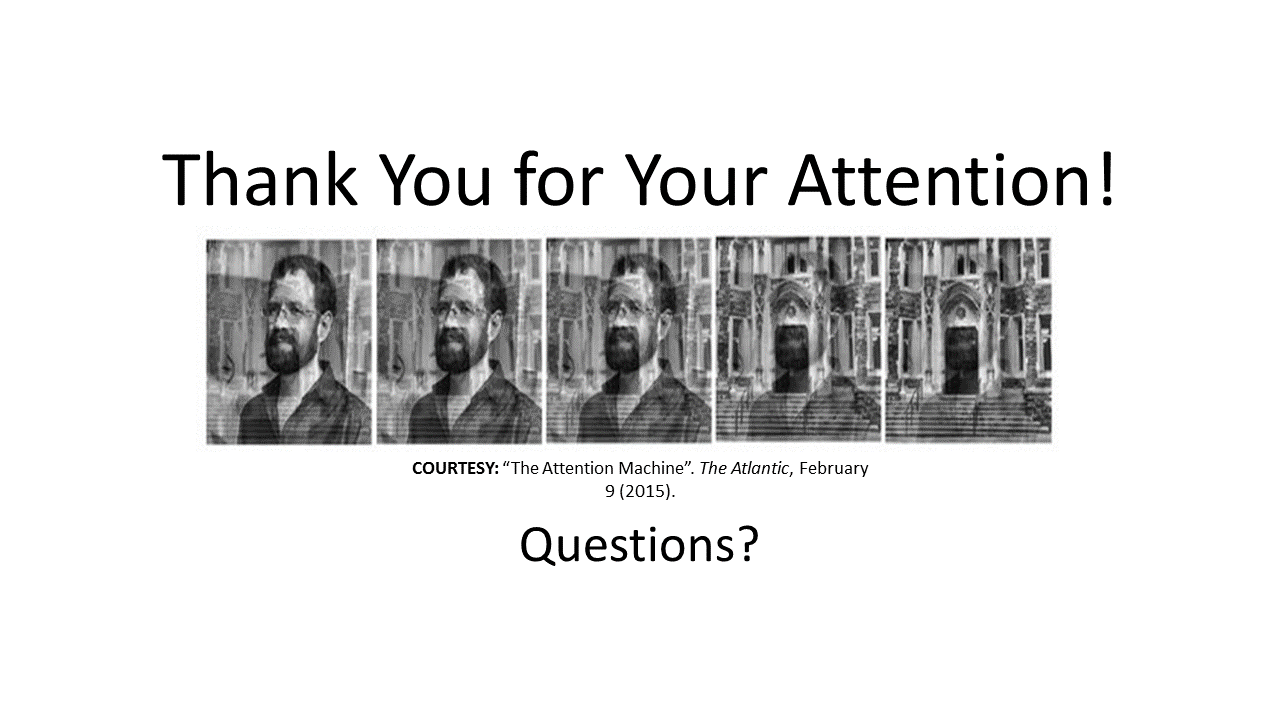 Thank You for Your Attention!
COURTESY: “The Attention Machine”. The Atlantic, February
9 (2015).
Questions?